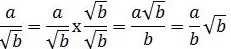 a/√b = a/√b x √b/√b = a√b/b = a/b √b